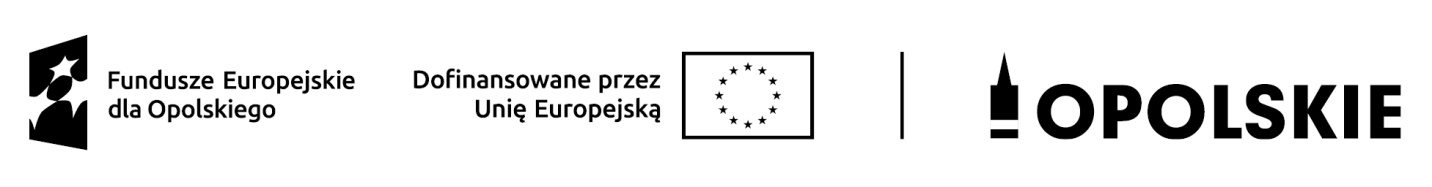 Fundusze Europejskie
dla Opolskiego
Dofinansowane przez
Unię Europejską
OPOLSKIE